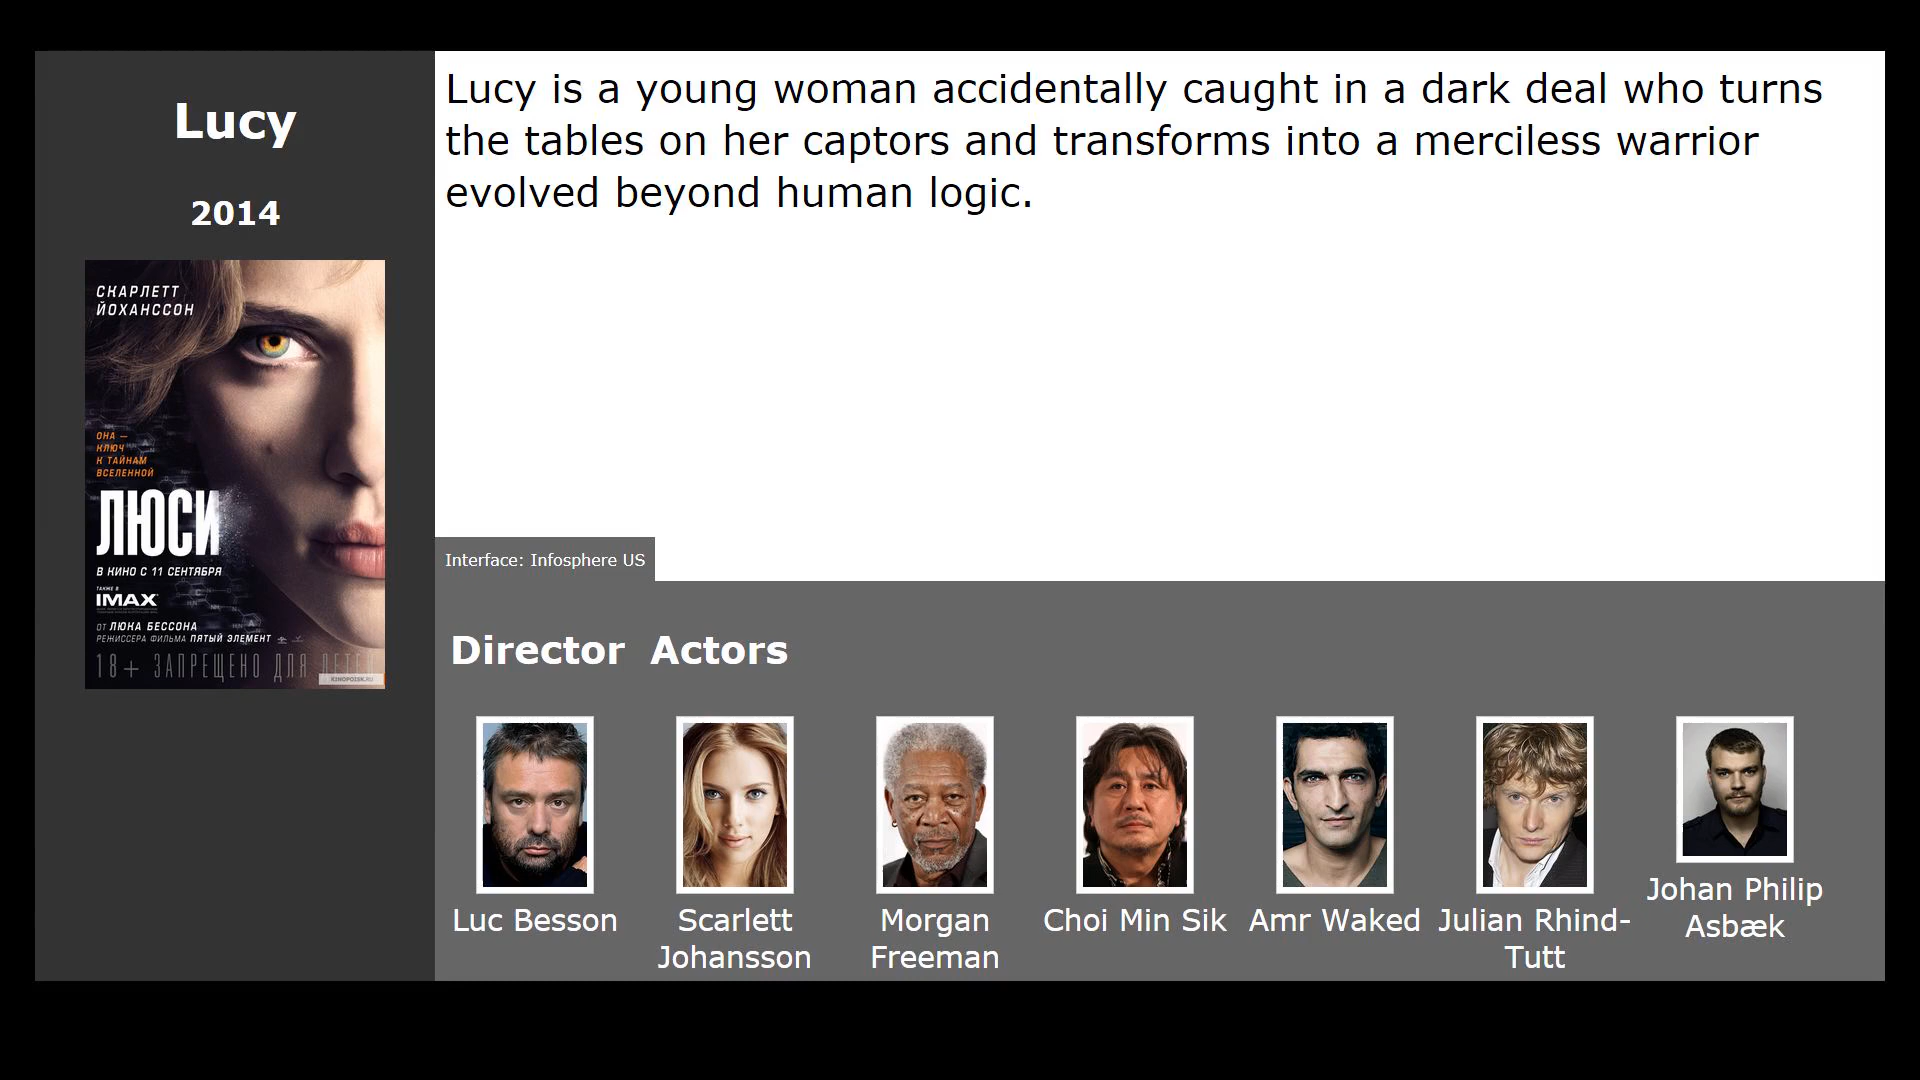 Lucy
2014
СКАРЛЕТТ
ЙОХАНССОН
ОНА —
КЛЮЧ
К ТАЙНАМ
ВСЕЛЕННОЙ
ЛЮСИ
В КИНО С 11 СЕНТЯБРЯ
ТАКЖЕ В
IMAX
ОТ ЛЮКА БЕССОНА
РЕЖИССЕРА ФИЛЬМА ПЯТЫЙ ЭЛЕМЕНТ
18+ ЗАПРЕЩЕНО ДЛЯ ДЕТЕЙ
KINOPOISK.RU
Lucy is a young woman accidentally caught in a dark deal who turns
the tables on her captors and transforms into a merciless warrior
evolved beyond human logic.
Interface: Infosphere US
Director Actors
Luc Besson
Scarlett
Johansson
Morgan
Freeman
Choi Min Sik
Amr Waked
Julian Rhind-
Tutt
Johan Philip
Asbæk